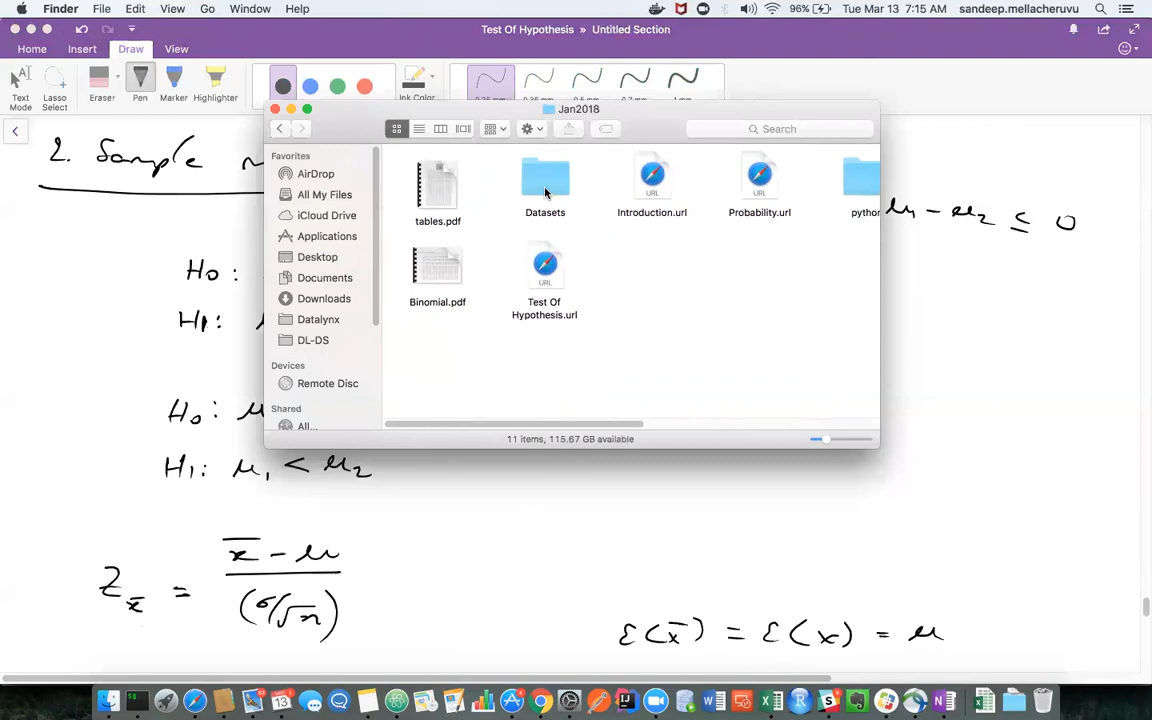 Finder File Edit View Go Window Help 96% Tue Mar 13 7:15 AM sandeep.mellacheruvu
Test Of Hypothesis » Untitled Section
Home Insert Draw View
Text Mode Lasso Select Eraser Pen Marker Highlighter Ink Color
Jan2018
Search
Favorites
AirDrop
All My Files
iCloud Drive
Applications
Desktop
Documents
Downloads
Datalynx
DL-DS
Devices
Remote Disc
Shared
All...
tables.pdf Datasets Introduction.url Probability.url python
Binomial.pdf Test Of Hypothesis.url
11 items, 115.67 GB available
2. Sample
μ1 - μ2 ≤ 0
H0 :
H1 :
H0 : μ
H1 : μ1 < μ2
Z x̄ = x̄ - μ / (σ/√n)
E(x̄) = E(x) = μ